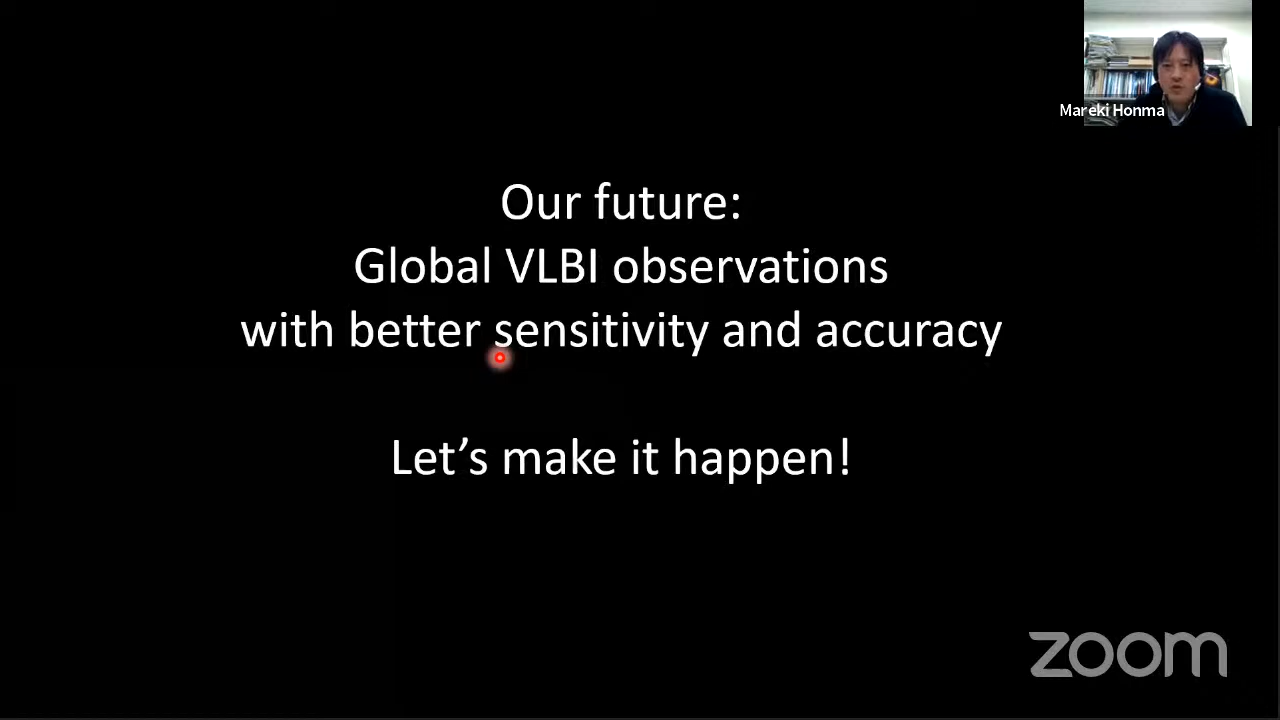 Mareki Honma
Our future:
Global VLBI observations
with better sensitivity and accuracy
Let’s make it happen!
zoom